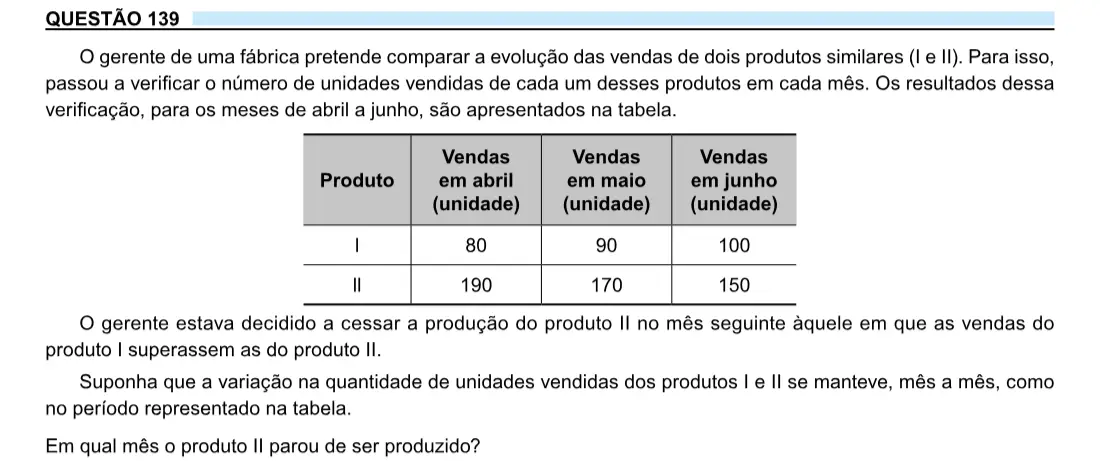 QUESTÃO 139
O gerente de uma fábrica pretende comparar a evolução das vendas de dois produtos similares (I e II). Para isso,
passou a verificar o número de unidades vendidas de cada um desses produtos em cada mês. Os resultados dessa
verificação, para os meses de abril a junho, são apresentados na tabela.
Produto | Vendas em abril (unidade) | Vendas em maio (unidade) | Vendas em junho (unidade)
I | 80 | 90 | 100
II | 190 | 170 | 150
O gerente estava decidido a cessar a produção do produto II no mês seguinte àquele em que as vendas do
produto I superassem as do produto II.
Suponha que a variação na quantidade de unidades vendidas dos produtos I e II se manteve, mês a mês, como
no período representado na tabela.
Em qual mês o produto II parou de ser produzido?